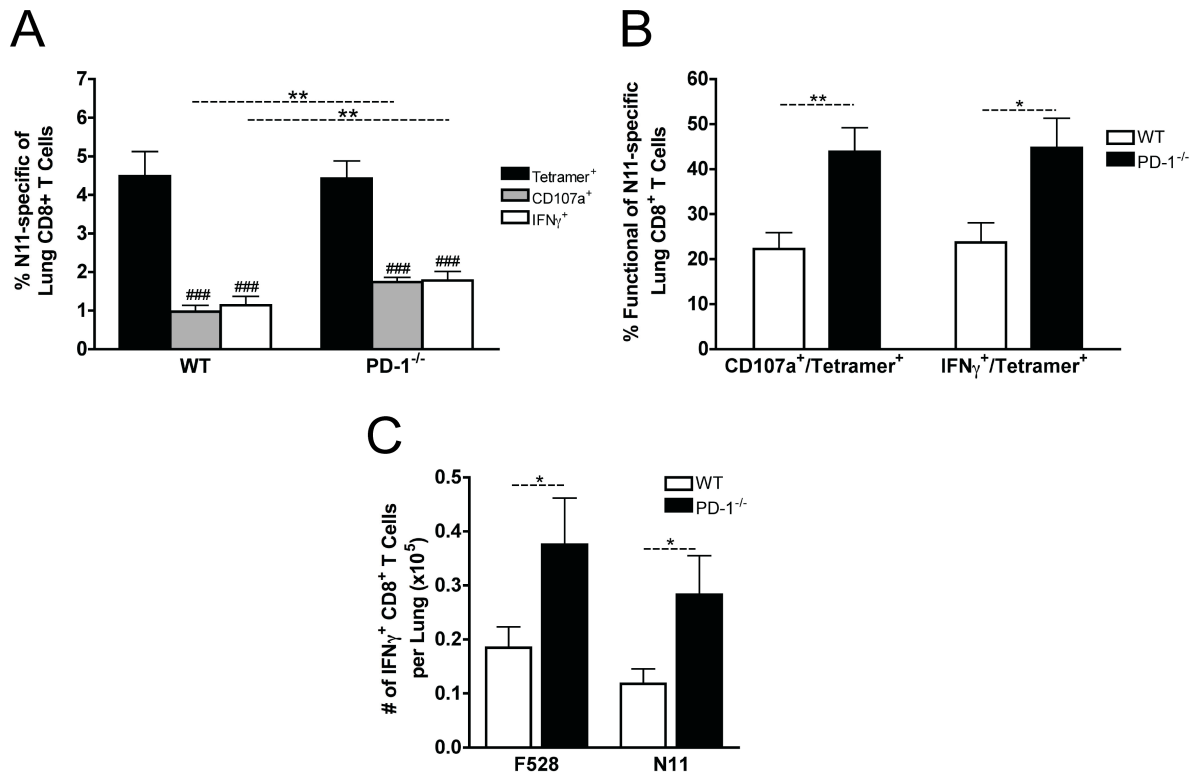 A
% N11-specific of
Lung CD8+ T Cells
7
6
5
4
3
2
1
0
**
**
### ###
### ###
WT
PD-1-/-
Tetramer+
CD107a+
IFNγ+
B
% Functional of N11-specific
Lung CD8+ T Cells
60
50
40
30
20
10
0
**
*
CD107a+/Tetramer+
IFNγ+/Tetramer+
WT
PD-1-/-
C
# of IFNγ+ CD8+ T Cells
per Lung (x10^5)
0.5
0.4
0.3
0.2
0.1
0.0
*
*
F528
N11
WT
PD-1-/-